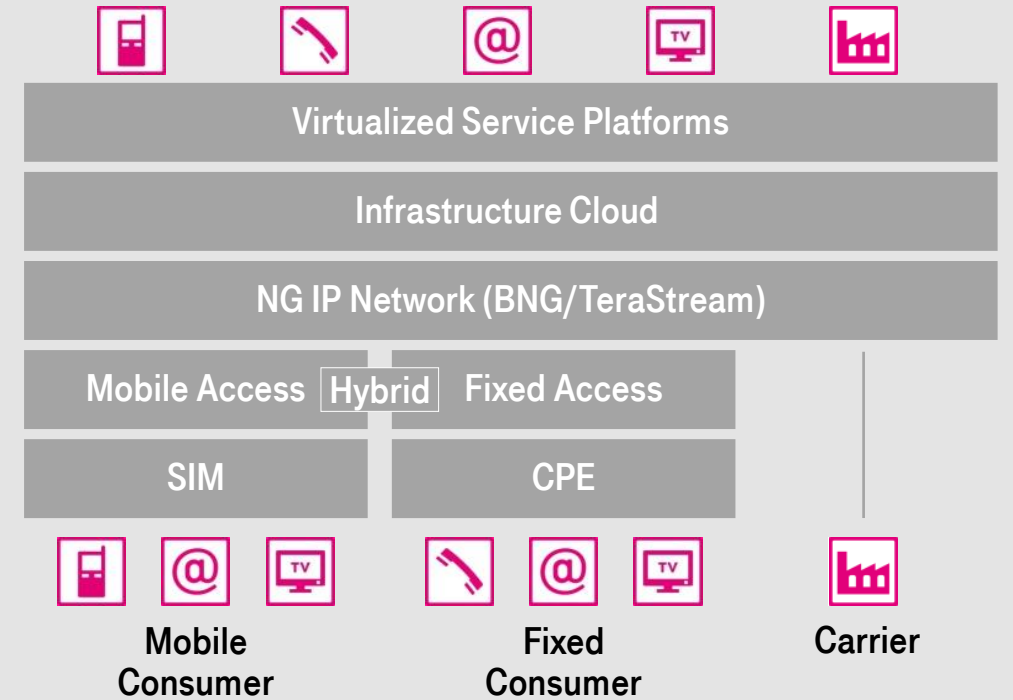 TV
Virtualized Service Platforms
Infrastructure Cloud
NG IP Network (BNG/TeraStream)
Mobile Access Hybrid Fixed Access
SIM CPE
@ TV @ TV
Mobile Fixed Carrier
Consumer Consumer